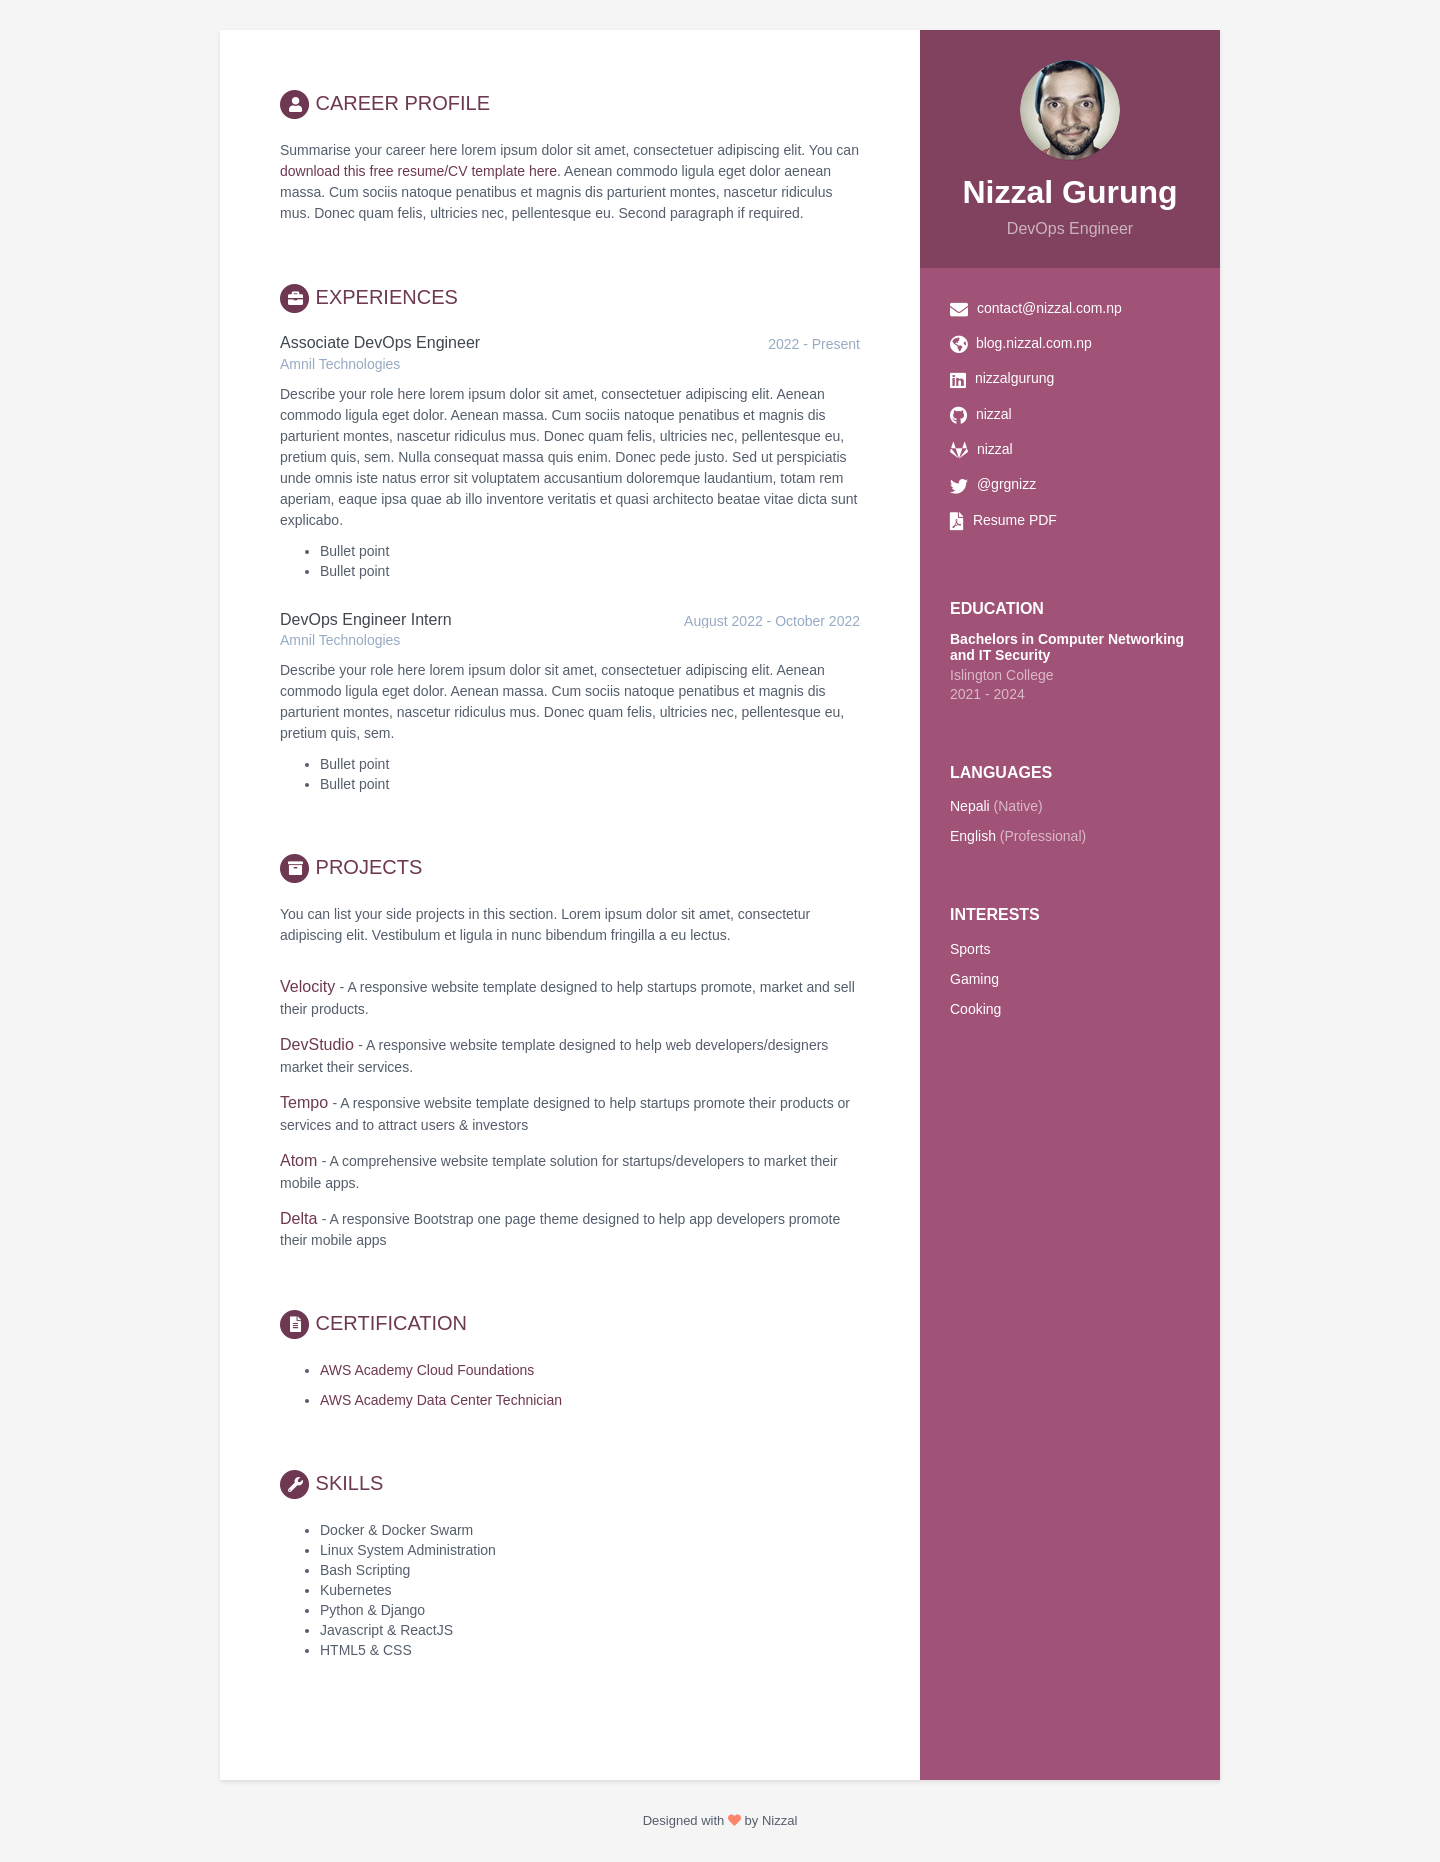 CAREER PROFILE
Summarise your career here lorem ipsum dolor sit amet, consectetuer adipiscing elit. You can
download this free resume/CV template here. Aenean commodo ligula eget dolor aenean
massa. Cum sociis natoque penatibus et magnis dis parturient montes, nascetur ridiculus
mus. Donec quam felis, ultricies nec, pellentesque eu. Second paragraph if required.
EXPERIENCES
Associate DevOps Engineer
2022 - Present
Amnil Technologies
Describe your role here lorem ipsum dolor sit amet, consectetuer adipiscing elit. Aenean
commodo ligula eget dolor. Aenean massa. Cum sociis natoque penatibus et magnis dis
parturient montes, nascetur ridiculus mus. Donec quam felis, ultricies nec, pellentesque eu,
pretium quis, sem. Nulla consequat massa quis enim. Donec pede justo. Sed ut perspiciatis
unde omnis iste natus error sit voluptatem accusantium doloremque laudantium, totam rem
aperiam, eaque ipsa quae ab illo inventore veritatis et quasi architecto beatae vitae dicta sunt
explicabo.
• Bullet point
• Bullet point
DevOps Engineer Intern
August 2022 - October 2022
Amnil Technologies
Describe your role here lorem ipsum dolor sit amet, consectetuer adipiscing elit. Aenean
commodo ligula eget dolor. Aenean massa. Cum sociis natoque penatibus et magnis dis
parturient montes, nascetur ridiculus mus. Donec quam felis, ultricies nec, pellentesque eu,
pretium quis, sem.
• Bullet point
• Bullet point
PROJECTS
You can list your side projects in this section. Lorem ipsum dolor sit amet, consectetur
adipiscing elit. Vestibulum et ligula in nunc bibendum fringilla a eu lectus.
Velocity - A responsive website template designed to help startups promote, market and sell
their products.
DevStudio - A responsive website template designed to help web developers/designers
market their services.
Tempo - A responsive website template designed to help startups promote their products or
services and to attract users & investors
Atom - A comprehensive website template solution for startups/developers to market their
mobile apps.
Delta - A responsive Bootstrap one page theme designed to help app developers promote
their mobile apps
CERTIFICATION
• AWS Academy Cloud Foundations
• AWS Academy Data Center Technician
SKILLS
• Docker & Docker Swarm
• Linux System Administration
• Bash Scripting
• Kubernetes
• Python & Django
• Javascript & ReactJS
• HTML5 & CSS
Nizzal Gurung
DevOps Engineer
contact@nizzal.com.np
blog.nizzal.com.np
nizzalgurung
nizzal
nizzal
@grgnizz
Resume PDF
EDUCATION
Bachelors in Computer Networking
and IT Security
Islington College
2021 - 2024
LANGUAGES
Nepali (Native)
English (Professional)
INTERESTS
Sports
Gaming
Cooking
Designed with by Nizzal